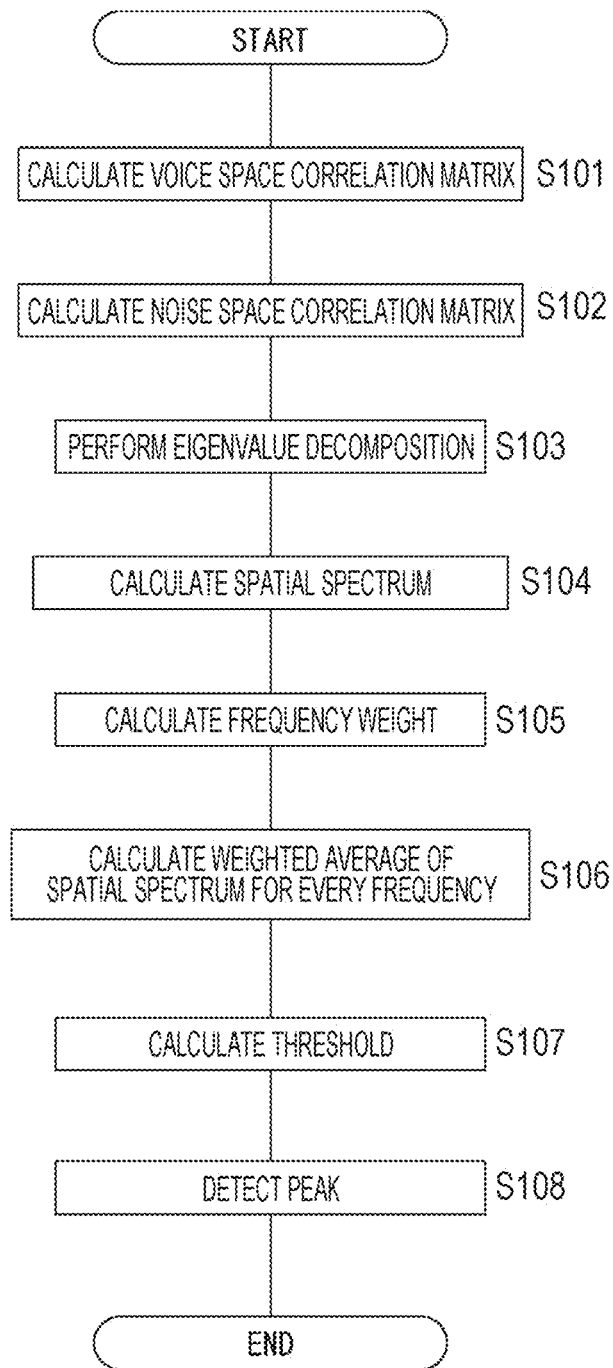 START
CALCULATE VOICE SPACE CORRELATION MATRIX S101
CALCULATE NOISE SPACE CORRELATION MATRIX S102
PERFORM EIGENVALUE DECOMPOSITION S103
CALCULATE SPATIAL SPECTRUM S104
CALCULATE FREQUENCY WEIGHT S105
CALCULATE WEIGHTED AVERAGE OF
SPATIAL SPECTRUM FOR EVERY FREQUENCY S106
CALCULATE THRESHOLD S107
DETECT PEAK S108
END